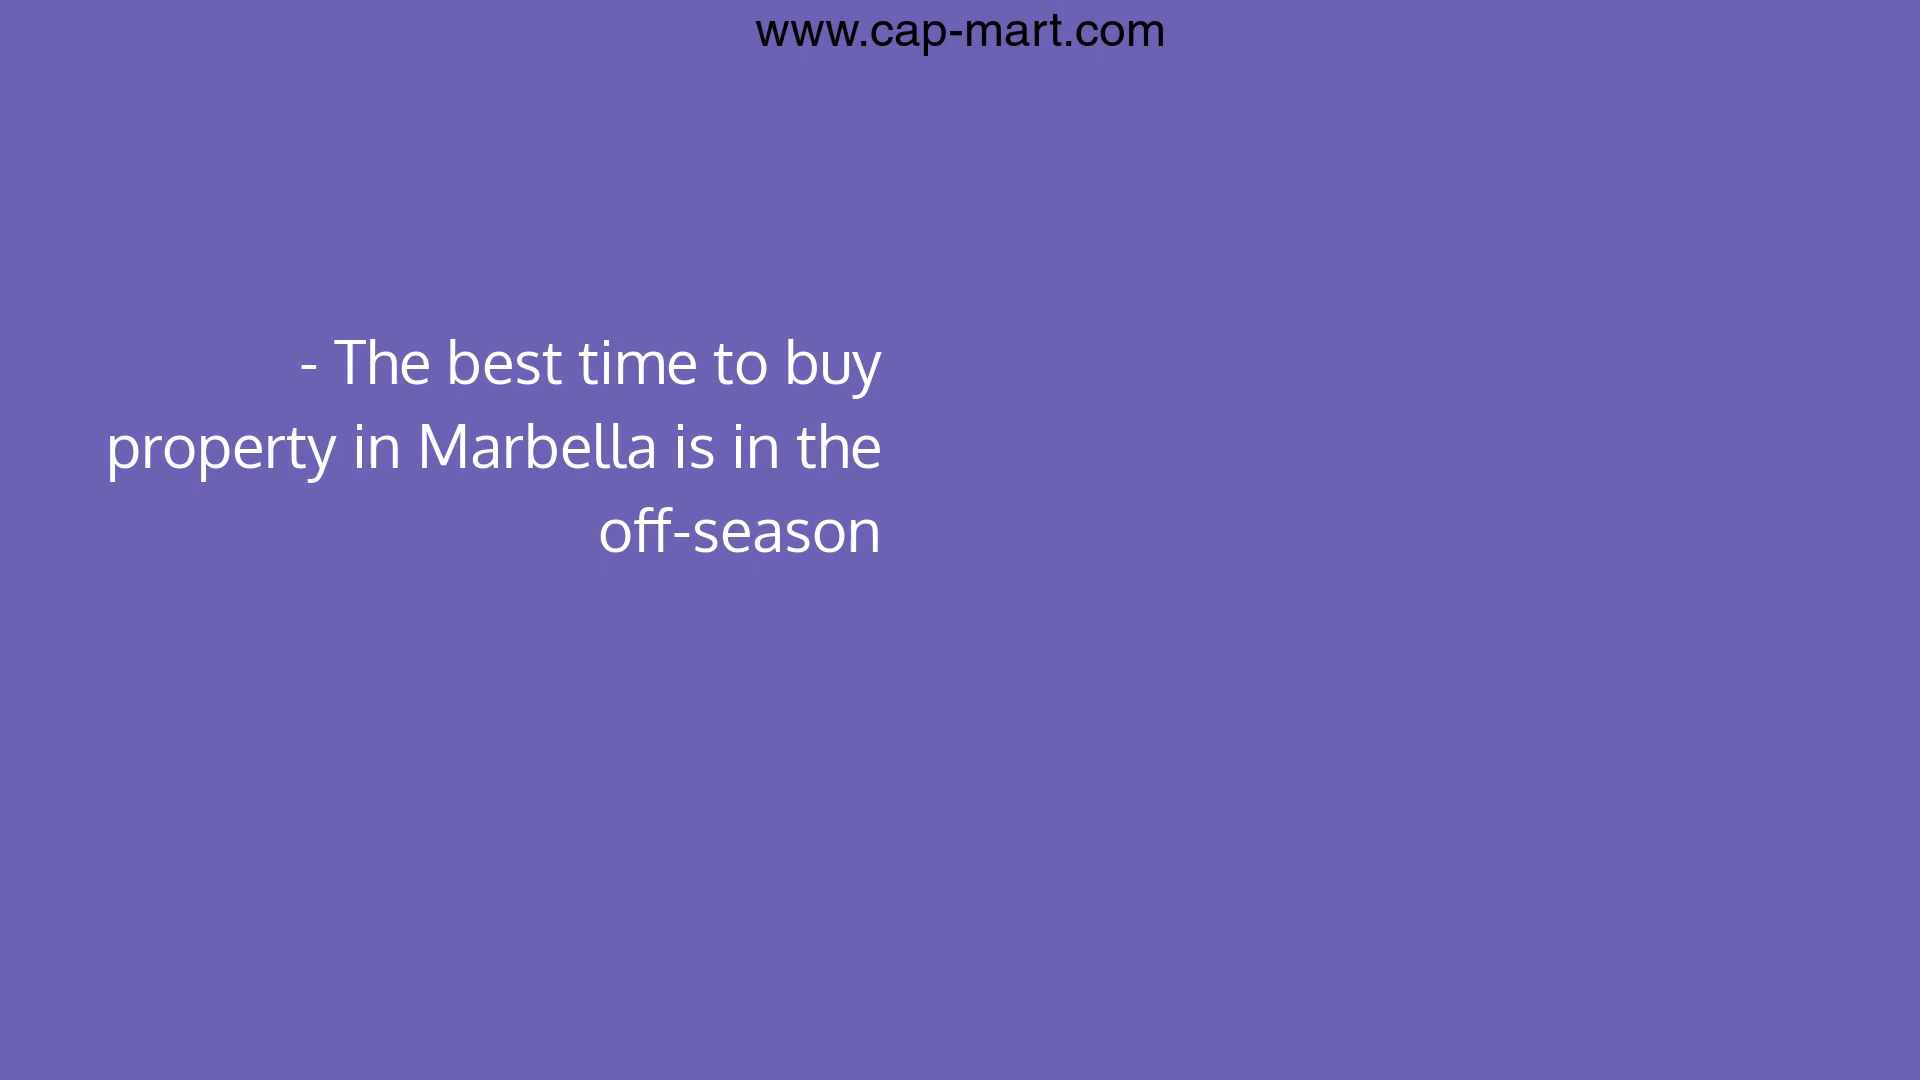 www.cap-mart.com
- The best time to buy
property in Marbella is in the
off-season